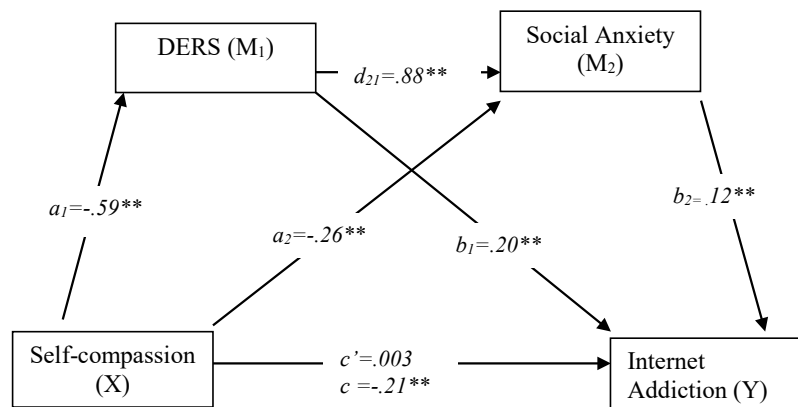 DERS (M₁)
Social Anxiety
(M₂)
d₂₁=.88**
a₁=-.59**
a₂=-.26**
b₁=.20**
b₂₌ .12**
Self-compassion
(X)
c’=.003
c =-.21**
Internet
Addiction (Y)